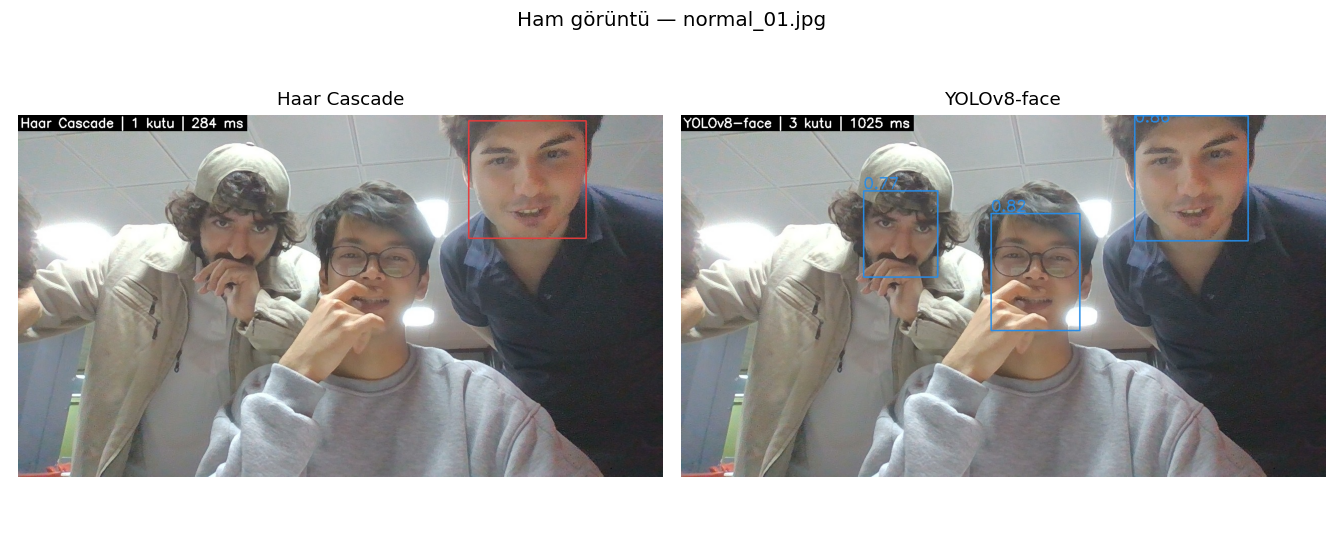 Ham görüntü — normal_01.jpg
Haar Cascade
YOLOv8-face
Haar Cascade | 1 kutu | 284 ms
YOLOv8-face | 3 kutu | 1025 ms
0.82